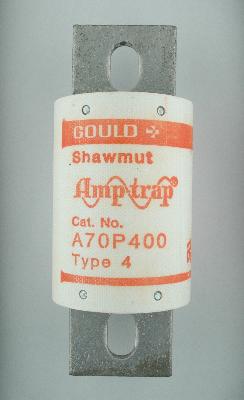 GOULD
Shawmut
Amp-trap®
Cat. No.
A70P400
Type 4